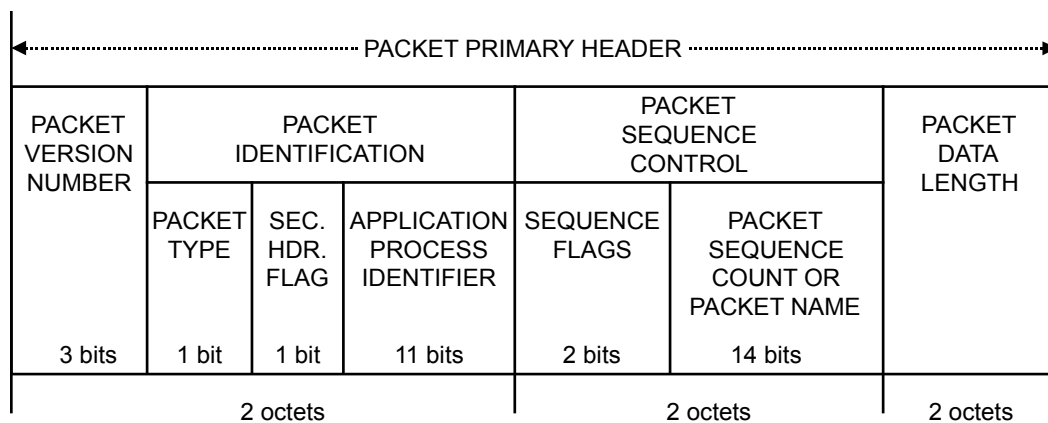 PACKET PRIMARY HEADER
PACKET
VERSION
NUMBER
3 bits
PACKET
IDENTIFICATION
PACKET
TYPE
1 bit
SEC.
HDR.
FLAG
1 bit
APPLICATION
PROCESS
IDENTIFIER
11 bits
PACKET
SEQUENCE
CONTROL
SEQUENCE
FLAGS
2 bits
PACKET
SEQUENCE
COUNT OR
PACKET NAME
14 bits
PACKET
DATA
LENGTH
2 octets
2 octets
2 octets